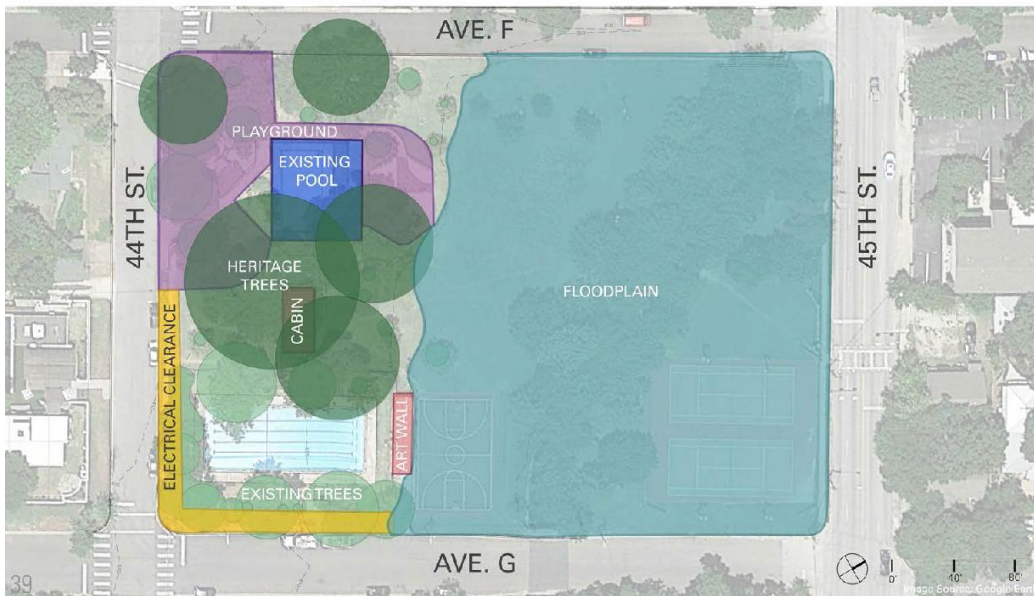 AVE. F
44TH ST.
PLAYGROUND
EXISTING
POOL
45TH ST.
HERITAGE
TREES
FLOODPLAIN
CABIN
ELECTRICAL CLEARANCE
ART WALL
EXISTING TREES
AVE. G
39
0'
40'
80'
Image Source: Google Earth